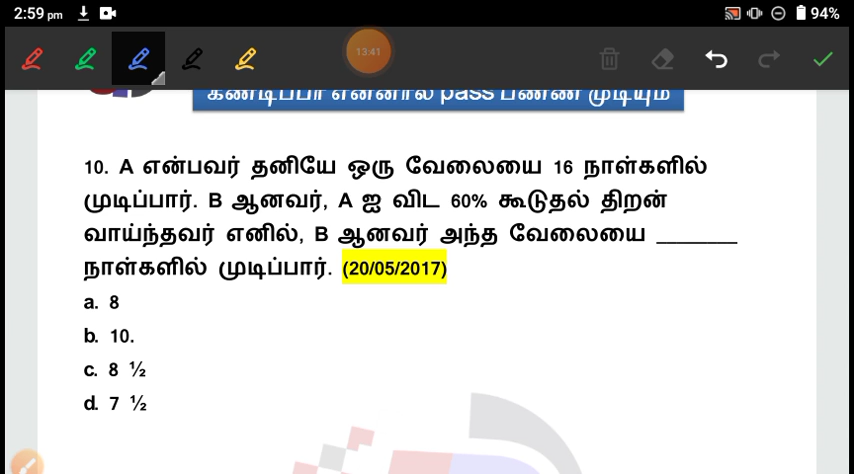 2:59 pm 94%
13:41
கண்டிப்பா என்னால் pass பண்ண முடியும்
10. A என்பவர் தனியே ஒரு வேலையை 16 நாள்களில்
முடிப்பார். B ஆனவர், A ஐ விட 60% கூடுதல் திறன்
வாய்ந்தவர் எனில், B ஆனவர் அந்த வேலையை ________
நாள்களில் முடிப்பார். (20/05/2017)
a. 8
b. 10.
c. 8 ½
d. 7 ½